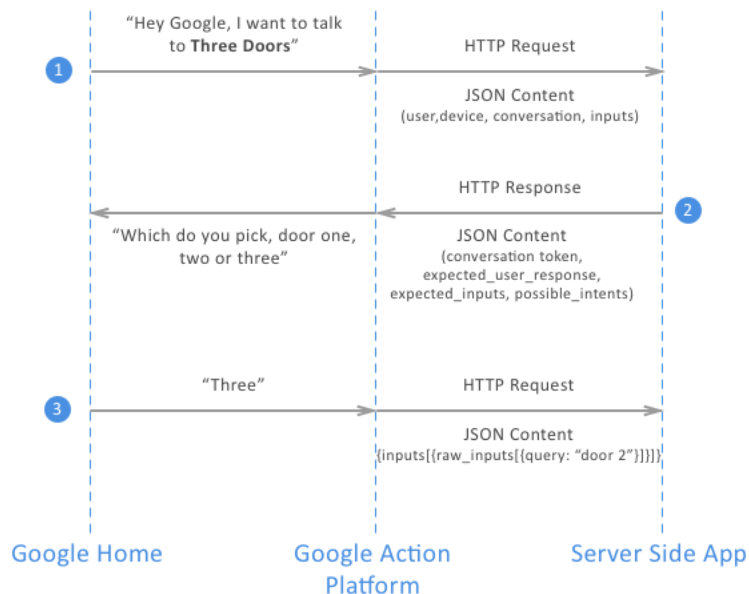 “Hey Google, I want to talk
to Three Doors”
HTTP Request
1
JSON Content
(user,device, conversation, inputs)
HTTP Response
2
“Which do you pick, door one,
two or three”
JSON Content
(conversation token,
expected_user_response,
expected_inputs, possible_intents)
“Three”
HTTP Request
3
JSON Content
{inputs[{raw_inputs[{query: “door 2”}]}]}
Google Home
Google Action
Platform
Server Side App